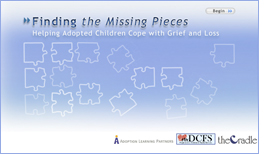 Begin
Finding the Missing Pieces
Helping Adopted Children Cope with Grief and Loss
ADOPTION LEARNING PARTNERS
DCFS
theCradle